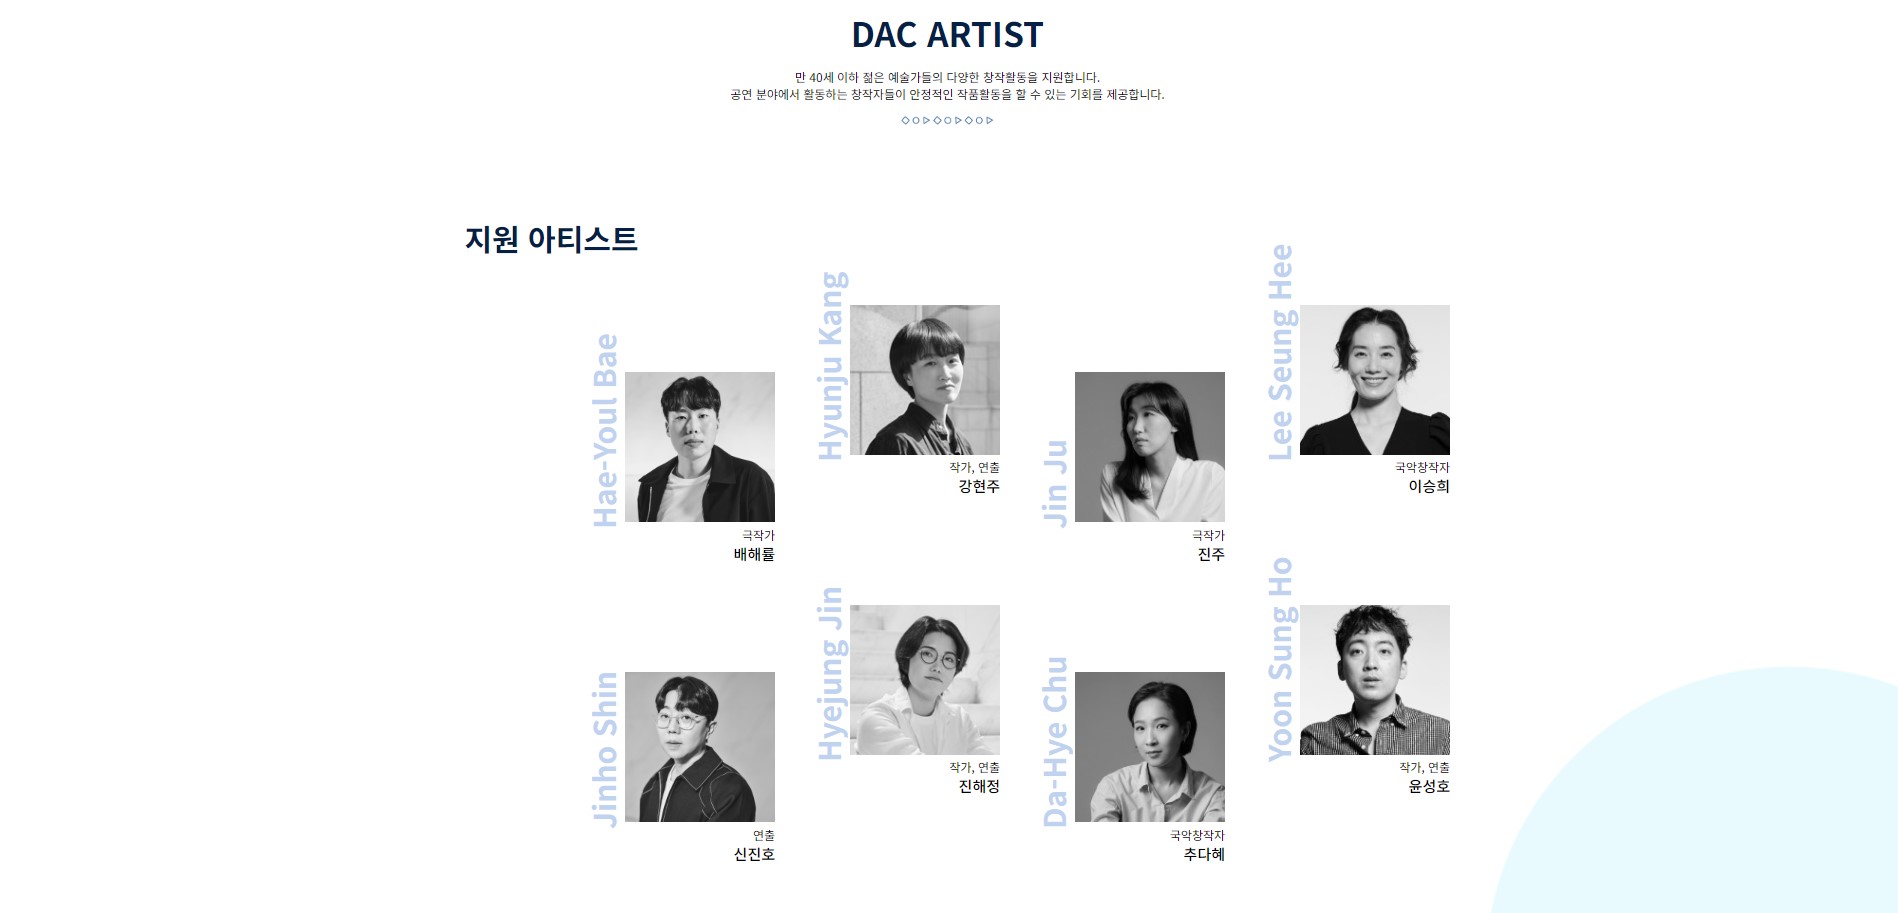 DAC ARTIST
만 40세 이하 젊은 예술가들의 다양한 창작활동을 지원합니다.
공연 분야에서 활동하는 창작자들이 안정적인 작품활동을 할 수 있는 기회를 제공합니다.
지원 아티스트
Hae-Youl Bae
극작가
배해률
Hyunju Kang
작가, 연출
강현주
Jin Ju
극작가
진주
Lee Seung Hee
국악창작자
이승희
Jinho Shin
연출
신진호
Hyejung Jin
작가, 연출
진해정
Da-Hye Chu
국악창작자
추다혜
Yoon Sung Ho
작가, 연출
윤성호